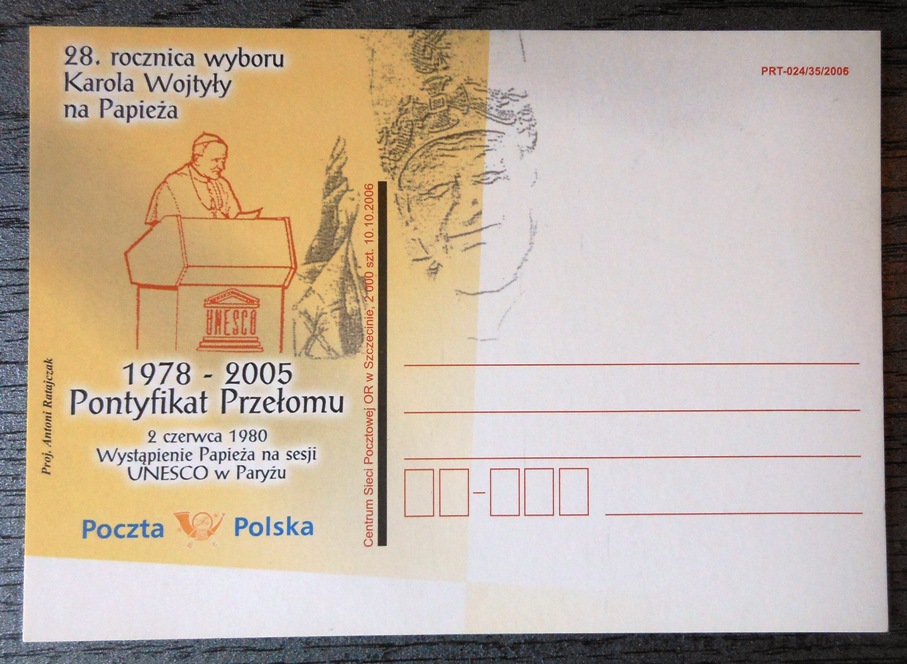 28. rocznica wyboru
Karola Wojtyły
na Papieża
PRT-024/35/2006
UNESCO
1978 - 2005
Pontyfikat Przełomu
2 czerwca 1980
Wystąpienie Papieża na sesji
UNESCO w Paryżu
Poczta Polska
Proj. Antoni Ratajczak
Centrum Sieci Pocztowej OR w Szczecinie, 2 000 szt. 10.10.2006